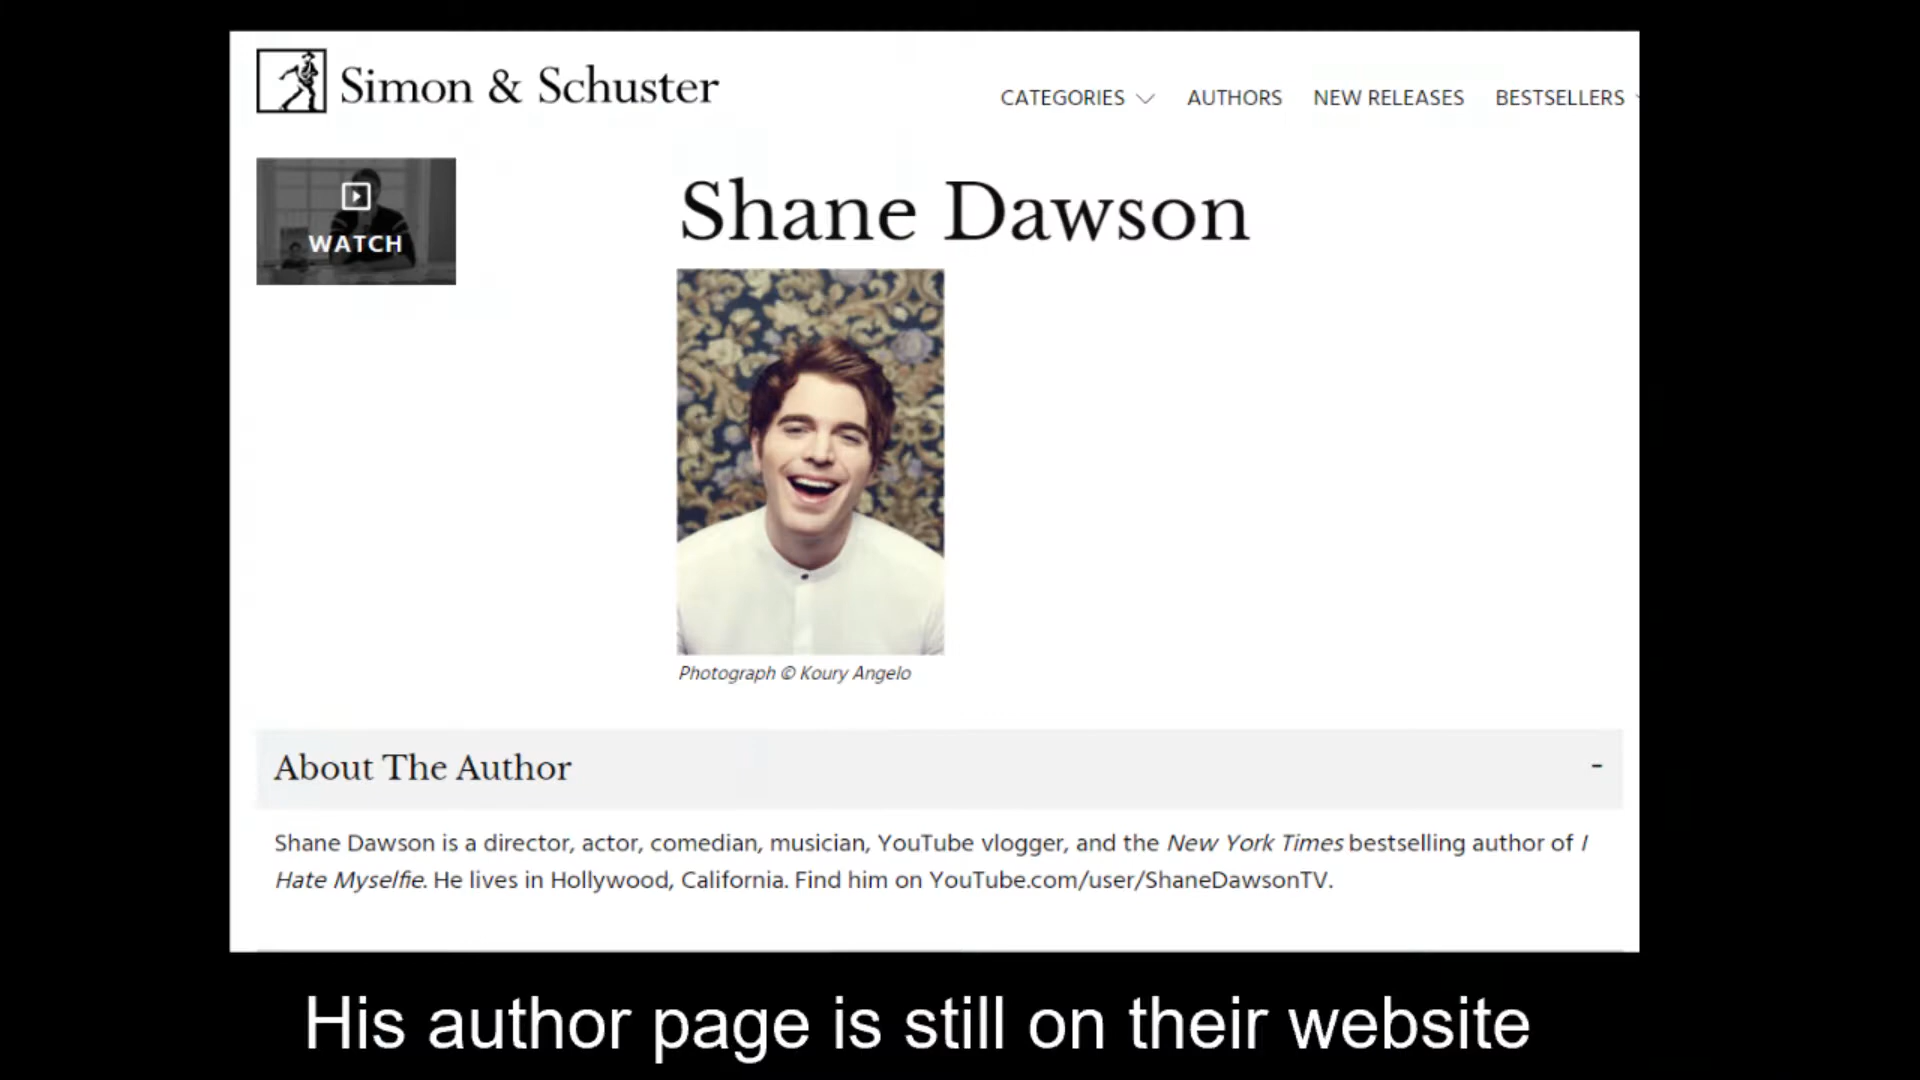 Simon & Schuster
CATEGORIES AUTHORS NEW RELEASES BESTSELLERS
WATCH
Shane Dawson
Photograph © Koury Angelo
About The Author -
Shane Dawson is a director, actor, comedian, musician, YouTube vlogger, and the New York Times bestselling author of I
Hate Myselfie. He lives in Hollywood, California. Find him on YouTube.com/user/ShaneDawsonTV.
His author page is still on their website